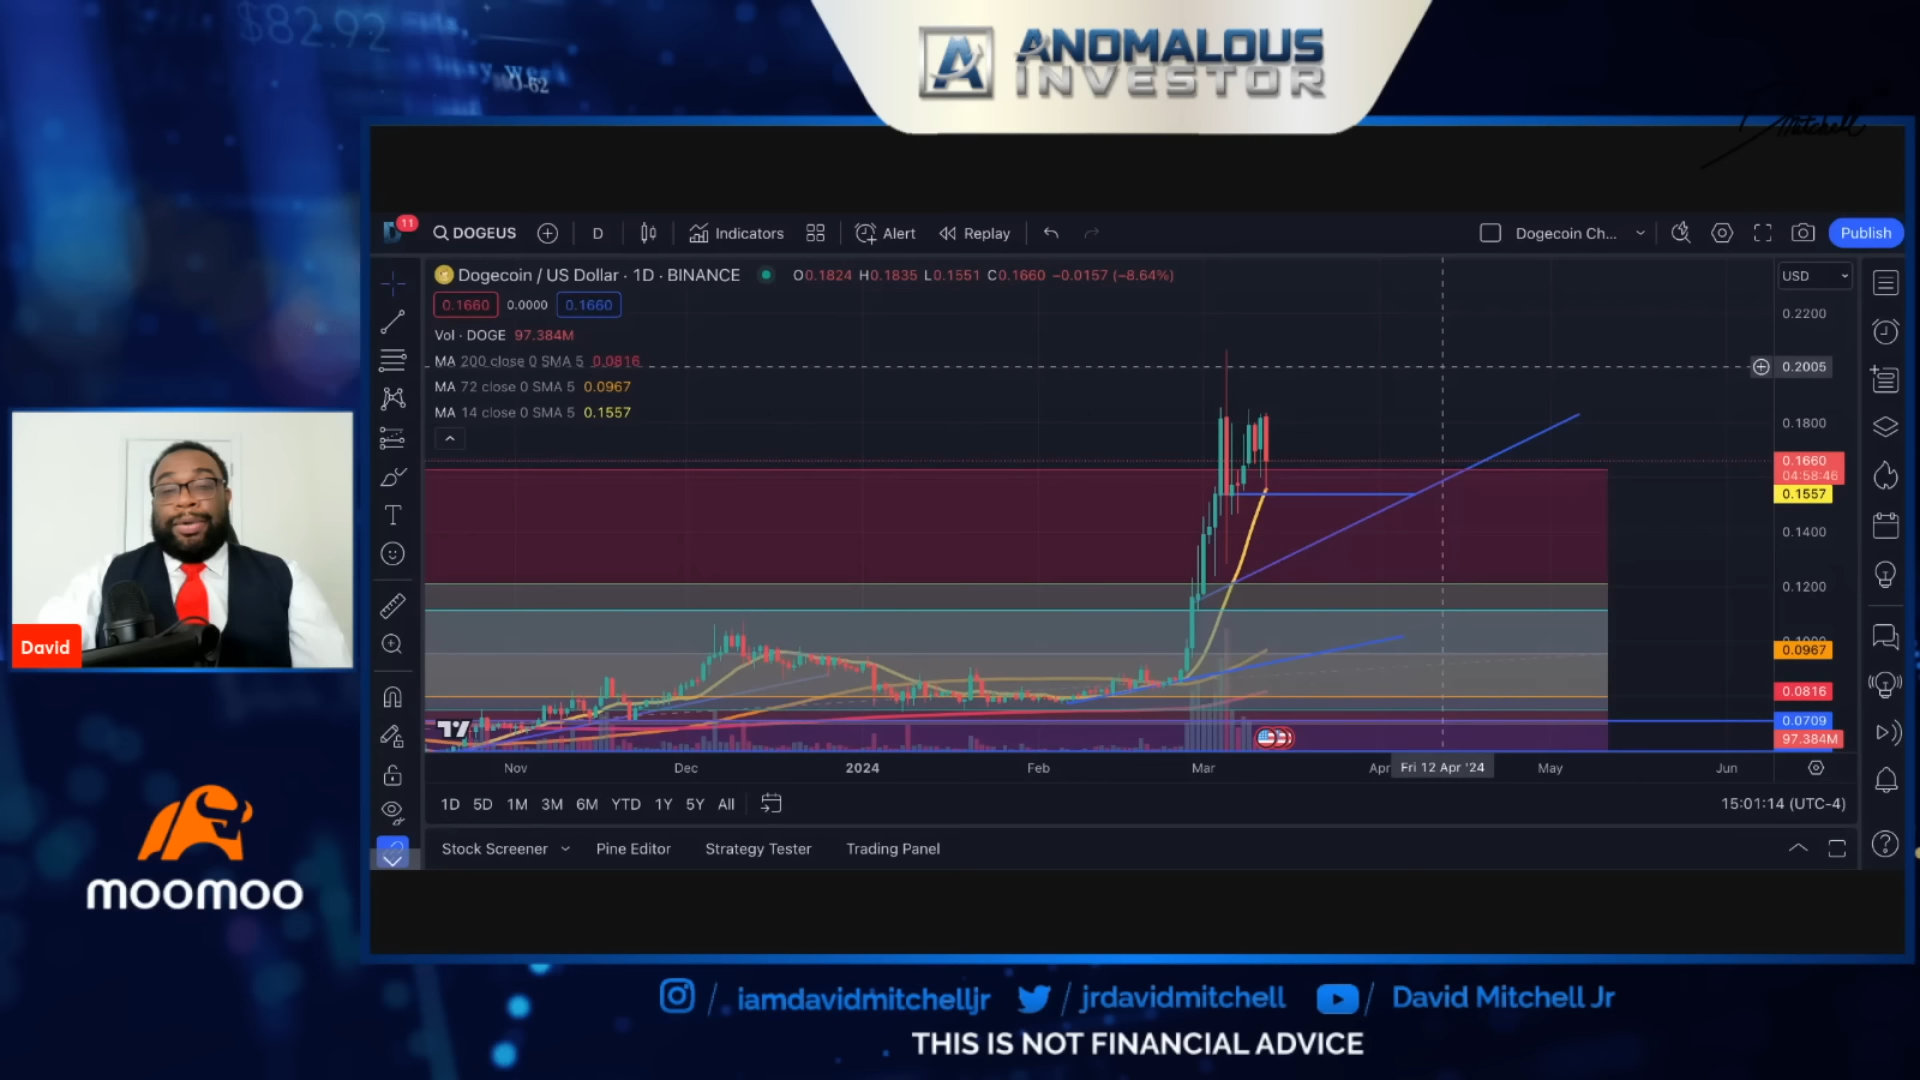 $82.92
ANOMALOUS
INVESTOR
Mitchell
11
DOGEUS
D
Indicators
Alert
Replay
Dogecoin Ch...
Publish
Dogecoin / US Dollar · 1D · BINANCE
O0.1824 H0.1835 L0.1551 C0.1660 −0.0157 (−8.64%)
USD
0.1660 0.0000 0.1660
0.2200
Vol · DOGE 97.384M
MA 200 close 0 SMA 5 0.0816
0.2005
MA 72 close 0 SMA 5 0.0967
MA 14 close 0 SMA 5 0.1557
0.1800
0.1660
04:58:46
0.1557
0.1400
0.1200
0.1000
0.0967
0.0816
0.0709
97.384M
Nov Dec 2024 Feb Mar Apr Fri 12 Apr '24 May Jun
1D 5D 1M 3M 6M YTD 1Y 5Y All
15:01:14 (UTC-4)
Stock Screener Pine Editor Strategy Tester Trading Panel
David
moomoo
/ iamdavidmitchelljr / jrdavidmitchell / David Mitchell Jr
THIS IS NOT FINANCIAL ADVICE